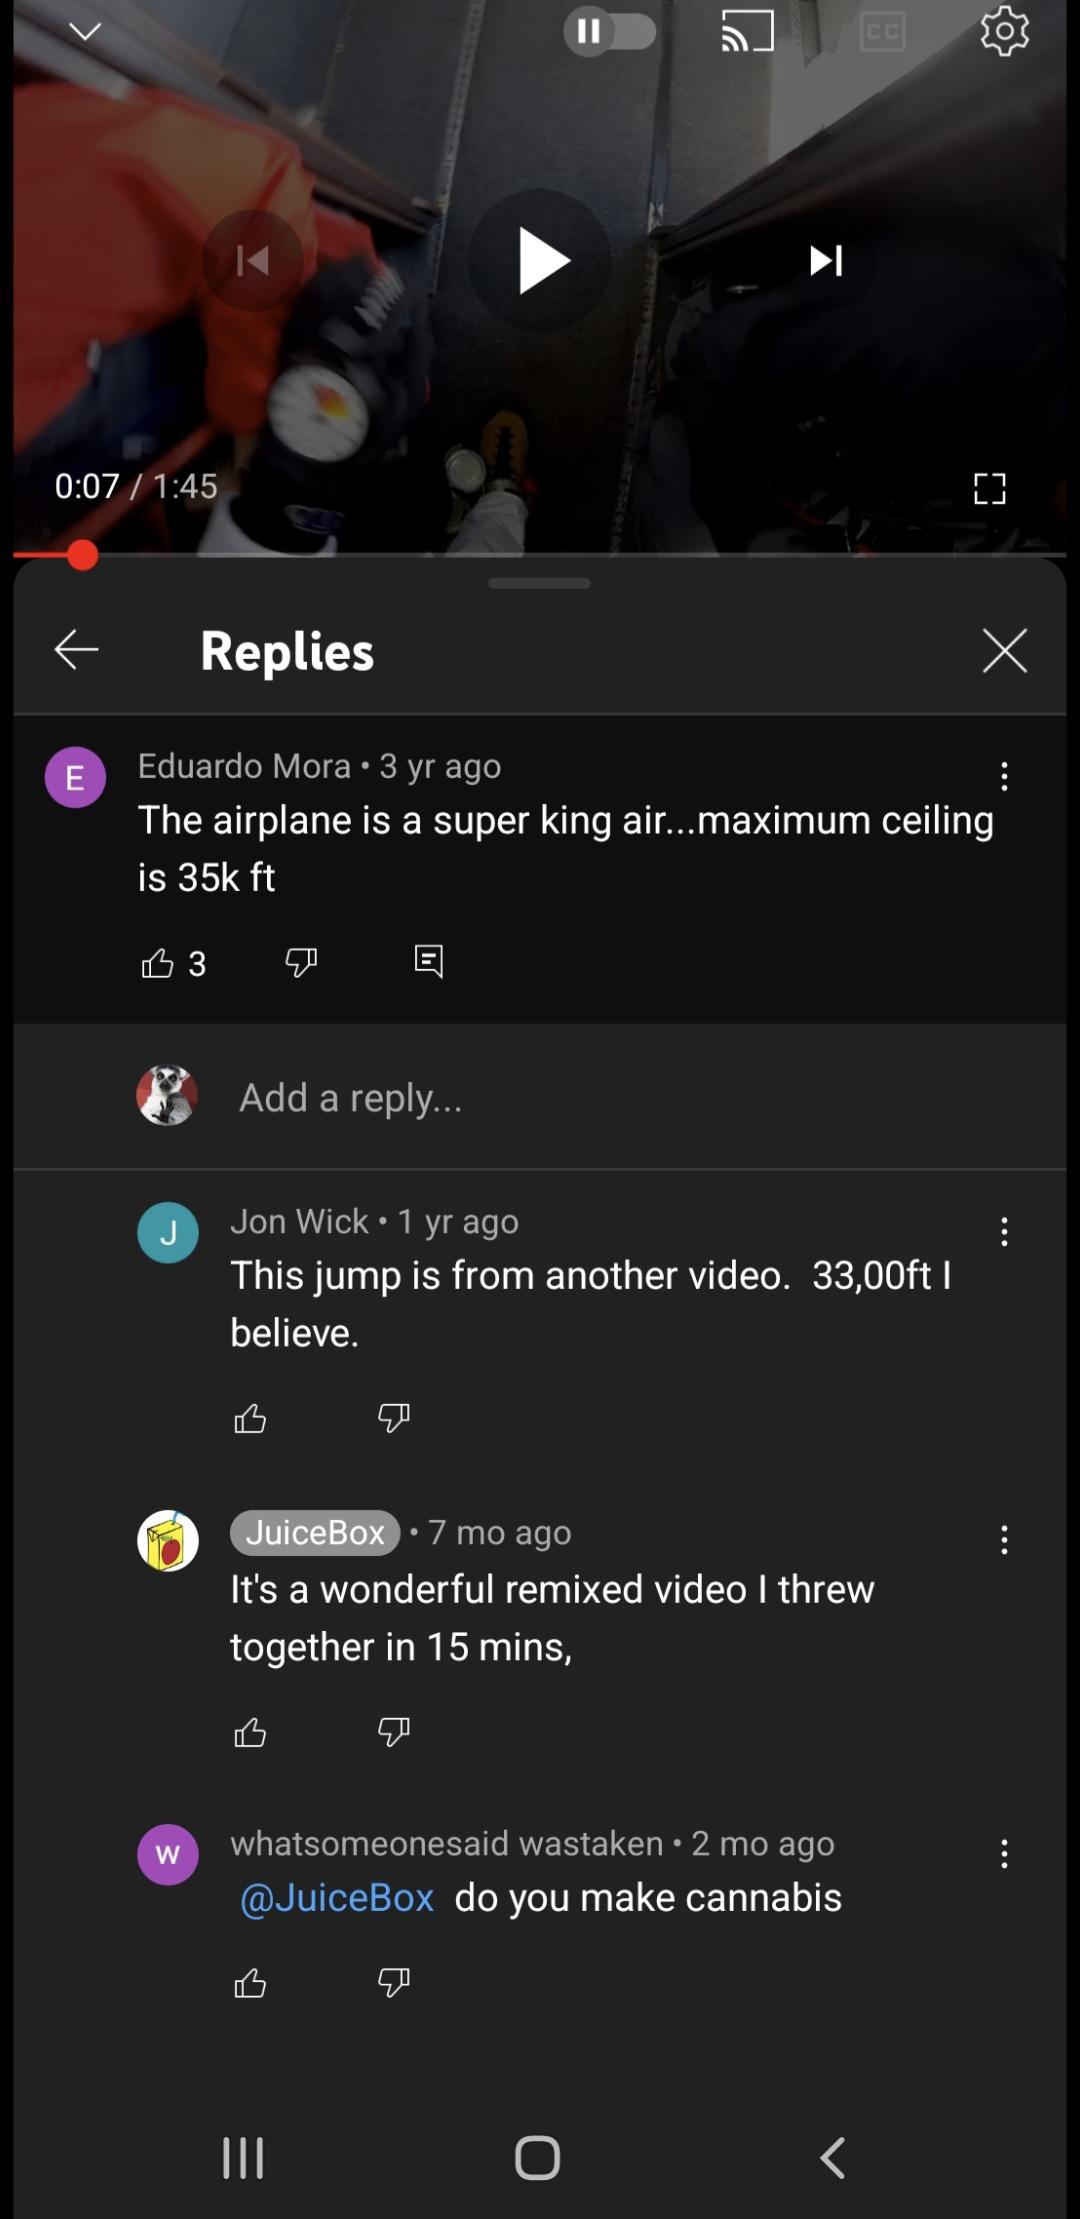 CC
0:07 / 1:45
Replies
E
Eduardo Mora • 3 yr ago
The airplane is a super king air...maximum ceiling
is 35k ft
3
Add a reply...
J
Jon Wick • 1 yr ago
This jump is from another video.  33,00ft I
believe.
JuiceBox • 7 mo ago
It's a wonderful remixed video I threw
together in 15 mins,
W
whatsomeonesaid wastaken • 2 mo ago
@JuiceBox  do you make cannabis